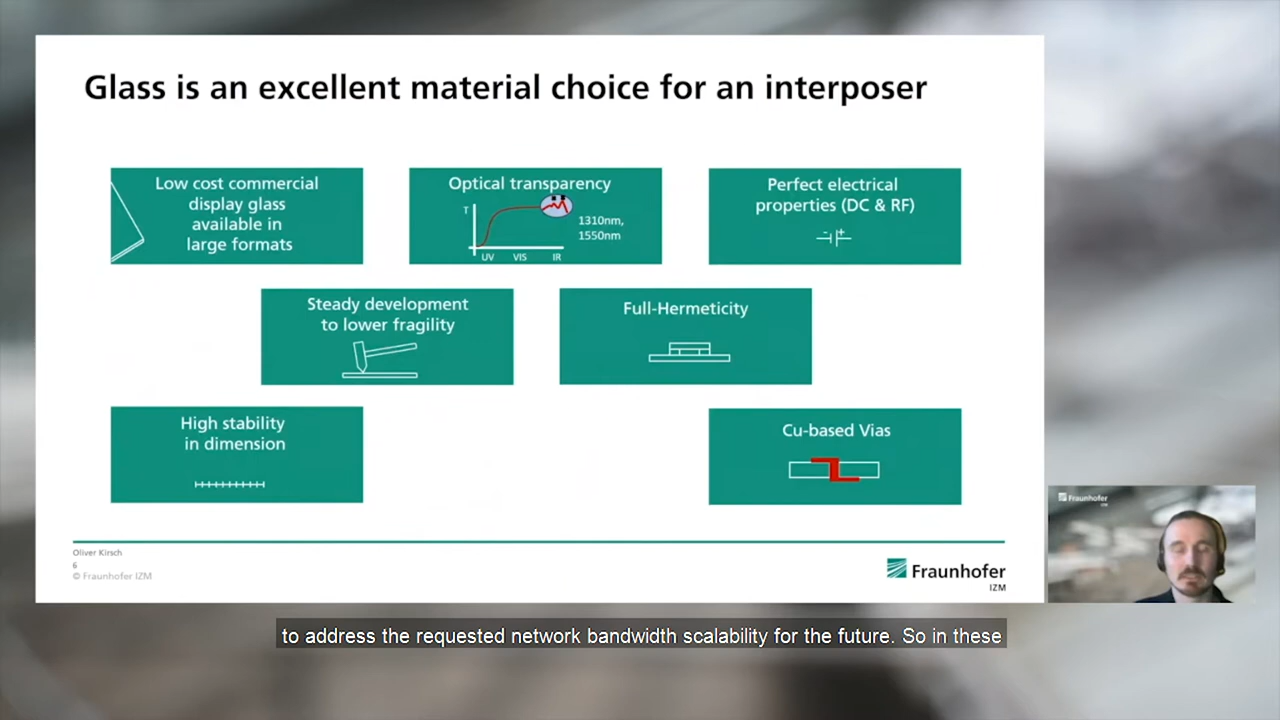 Glass is an excellent material choice for an interposer
Low cost commercial
display glass
available in
large formats
Optical transparency
T
1310nm,
1550nm
UV VIS IR
Perfect electrical
properties (DC & RF)
- +
Steady development
to lower fragility
Full-Hermeticity
High stability
in dimension
Cu-based Vias
Oliver Kirsch
6
© Fraunhofer IZM
Fraunhofer
IZM
Fraunhofer
IZM
to address the requested network bandwidth scalability for the future. So in these